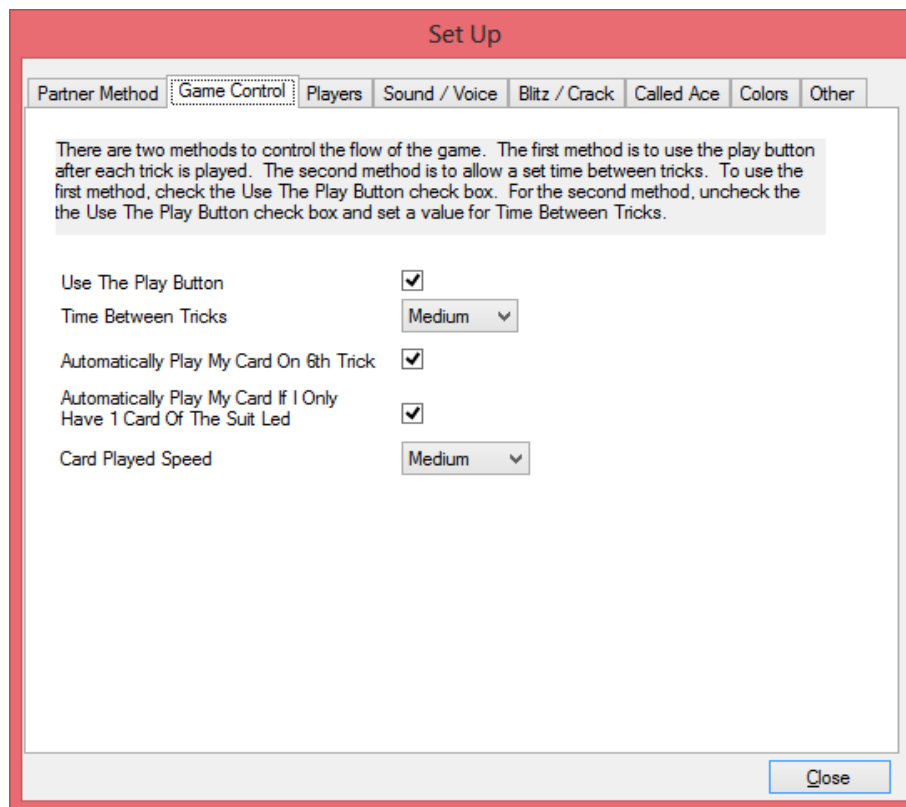 Set Up
Partner Method Game Control Players Sound / Voice Blitz / Crack Called Ace Colors Other
There are two methods to control the flow of the game. The first method is to use the play button
after each trick is played. The second method is to allow a set time between tricks. To use the
first method, check the Use The Play Button check box. For the second method, uncheck the
the Use The Play Button check box and set a value for Time Between Tricks.
Use The Play Button
Time Between Tricks Medium
Automatically Play My Card On 6th Trick
Automatically Play My Card If I Only
Have 1 Card Of The Suit Led
Card Played Speed Medium
Close